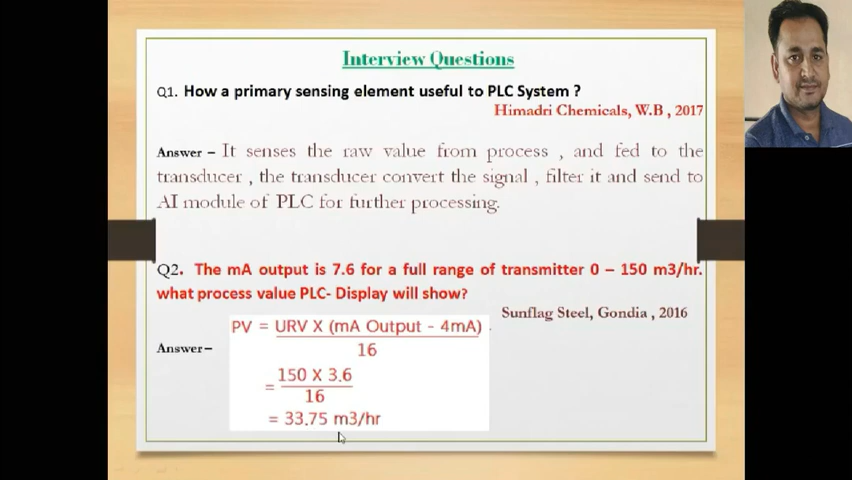 Interview Questions
Q1. How a primary sensing element useful to PLC System ?
Himadri Chemicals, W.B , 2017
Answer – It senses the raw value from process , and fed to the
transducer , the transducer convert the signal , filter it and send to
AI module of PLC for further processing.
Q2. The mA output is 7.6 for a full range of transmitter 0 – 150 m3/hr.
what process value PLC- Display will show?
Sunflag Steel, Gondia , 2016
Answer–
PV = URV X (mA Output - 4mA)
16
= 150 X 3.6
16
= 33.75 m3/hr